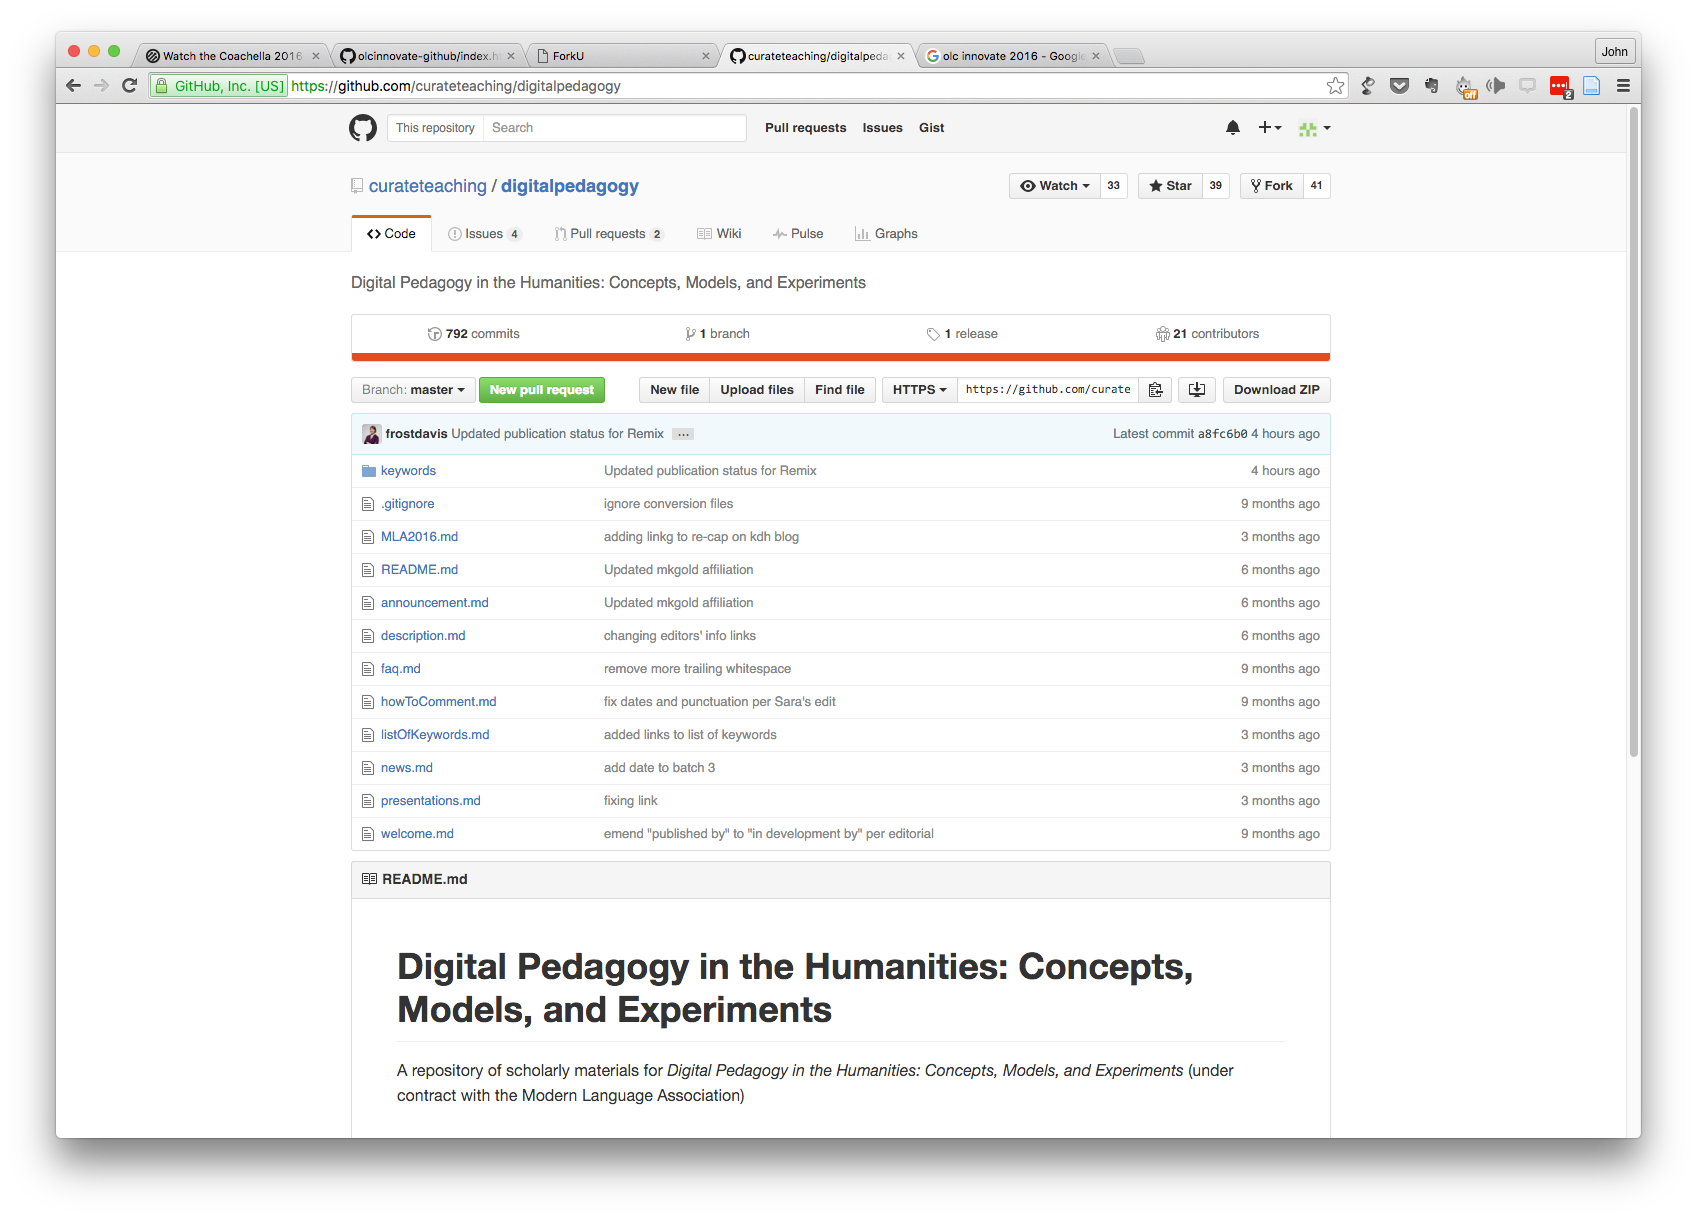 Watch the Coachella 2016
olcinnovate-github/index.h
ForkU
curateteaching/digitalpeda
olc innovate 2016 - Google
John
GitHub, Inc. [US] https://github.com/curateteaching/digitalpedagogy
off
2
This repository Search Pull requests Issues Gist
curateteaching / digitalpedagogy Watch 33 Star 39 Fork 41
Code Issues 4 Pull requests 2 Wiki Pulse Graphs
Digital Pedagogy in the Humanities: Concepts, Models, and Experiments
792 commits 1 branch 1 release 21 contributors
Branch: master New pull request New file Upload files Find file HTTPS https://github.com/curate Download ZIP
frostdavis Updated publication status for Remix ... Latest commit a8fc6b0 4 hours ago
keywords Updated publication status for Remix 4 hours ago
.gitignore ignore conversion files 9 months ago
MLA2016.md adding linkg to re-cap on kdh blog 3 months ago
README.md Updated mkgold affiliation 6 months ago
announcement.md Updated mkgold affiliation 6 months ago
description.md changing editors' info links 6 months ago
faq.md remove more trailing whitespace 9 months ago
howToComment.md fix dates and punctuation per Sara's edit 9 months ago
listOfKeywords.md added links to list of keywords 3 months ago
news.md add date to batch 3 3 months ago
presentations.md fixing link 3 months ago
welcome.md emend "published by" to "in development by" per editorial 9 months ago
README.md
Digital Pedagogy in the Humanities: Concepts,
Models, and Experiments
A repository of scholarly materials for Digital Pedagogy in the Humanities: Concepts, Models, and Experiments (under
contract with the Modern Language Association)